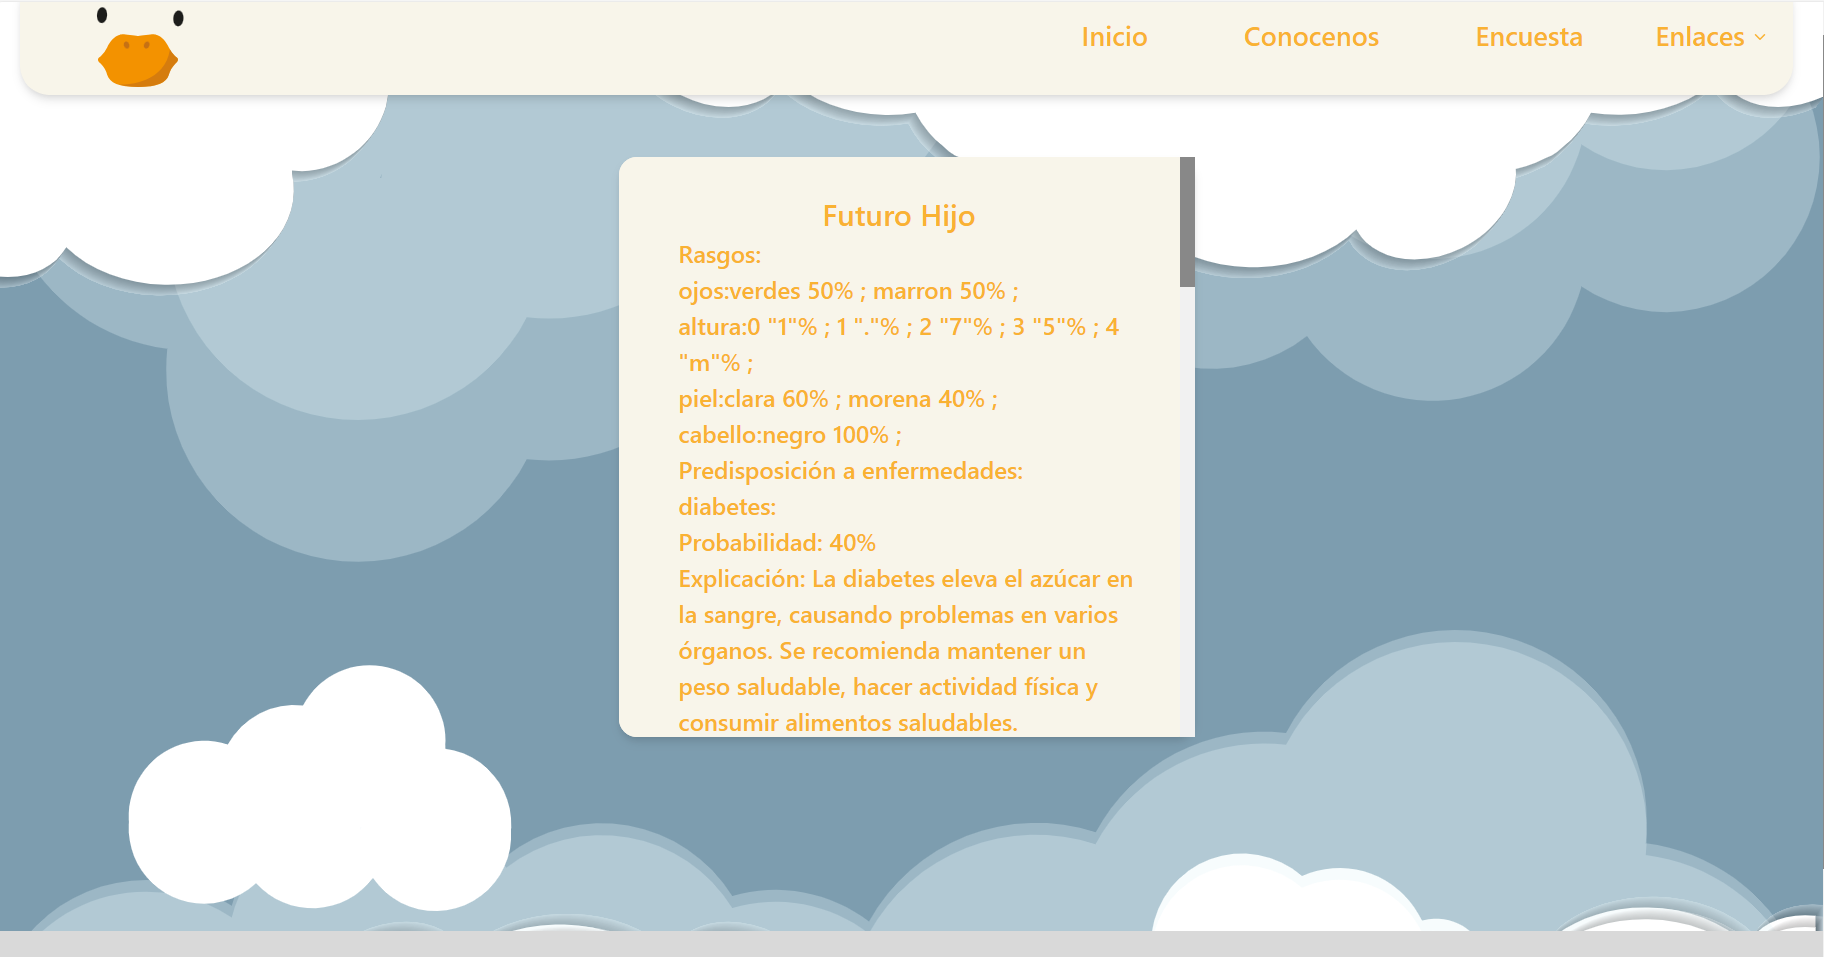 Inicio Conocenos Encuesta Enlaces
Futuro Hijo
Rasgos:
ojos:verdes 50% ; marron 50% ;
altura:0 "1"% ; 1 "."% ; 2 "7"% ; 3 "5"% ; 4
"m"% ;
piel:clara 60% ; morena 40% ;
cabello:negro 100% ;
Predisposición a enfermedades:
diabetes:
Probabilidad: 40%
Explicación: La diabetes eleva el azúcar en
la sangre, causando problemas en varios
órganos. Se recomienda mantener un
peso saludable, hacer actividad física y
consumir alimentos saludables.